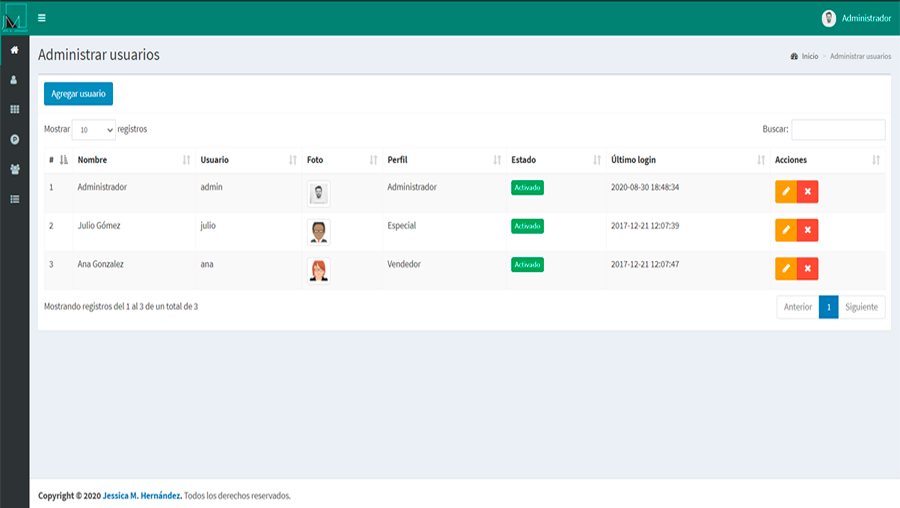 Administrador
Administrar usuarios
Inicio > Administrar usuarios
Agregar usuario
Mostrar 10 registros Buscar:
# Nombre Usuario Foto Perfil Estado Último login Acciones
1 Administrador admin Administrador Activado 2020-08-30 18:48:34
2 Julio Gómez julio Especial Activado 2017-12-21 12:07:39
3 Ana Gonzalez ana Vendedor Activado 2017-12-21 12:07:47
Mostrando registros del 1 al 3 de un total de 3 Anterior 1 Siguiente
Copyright © 2020 Jessica M. Hernández. Todos los derechos reservados.